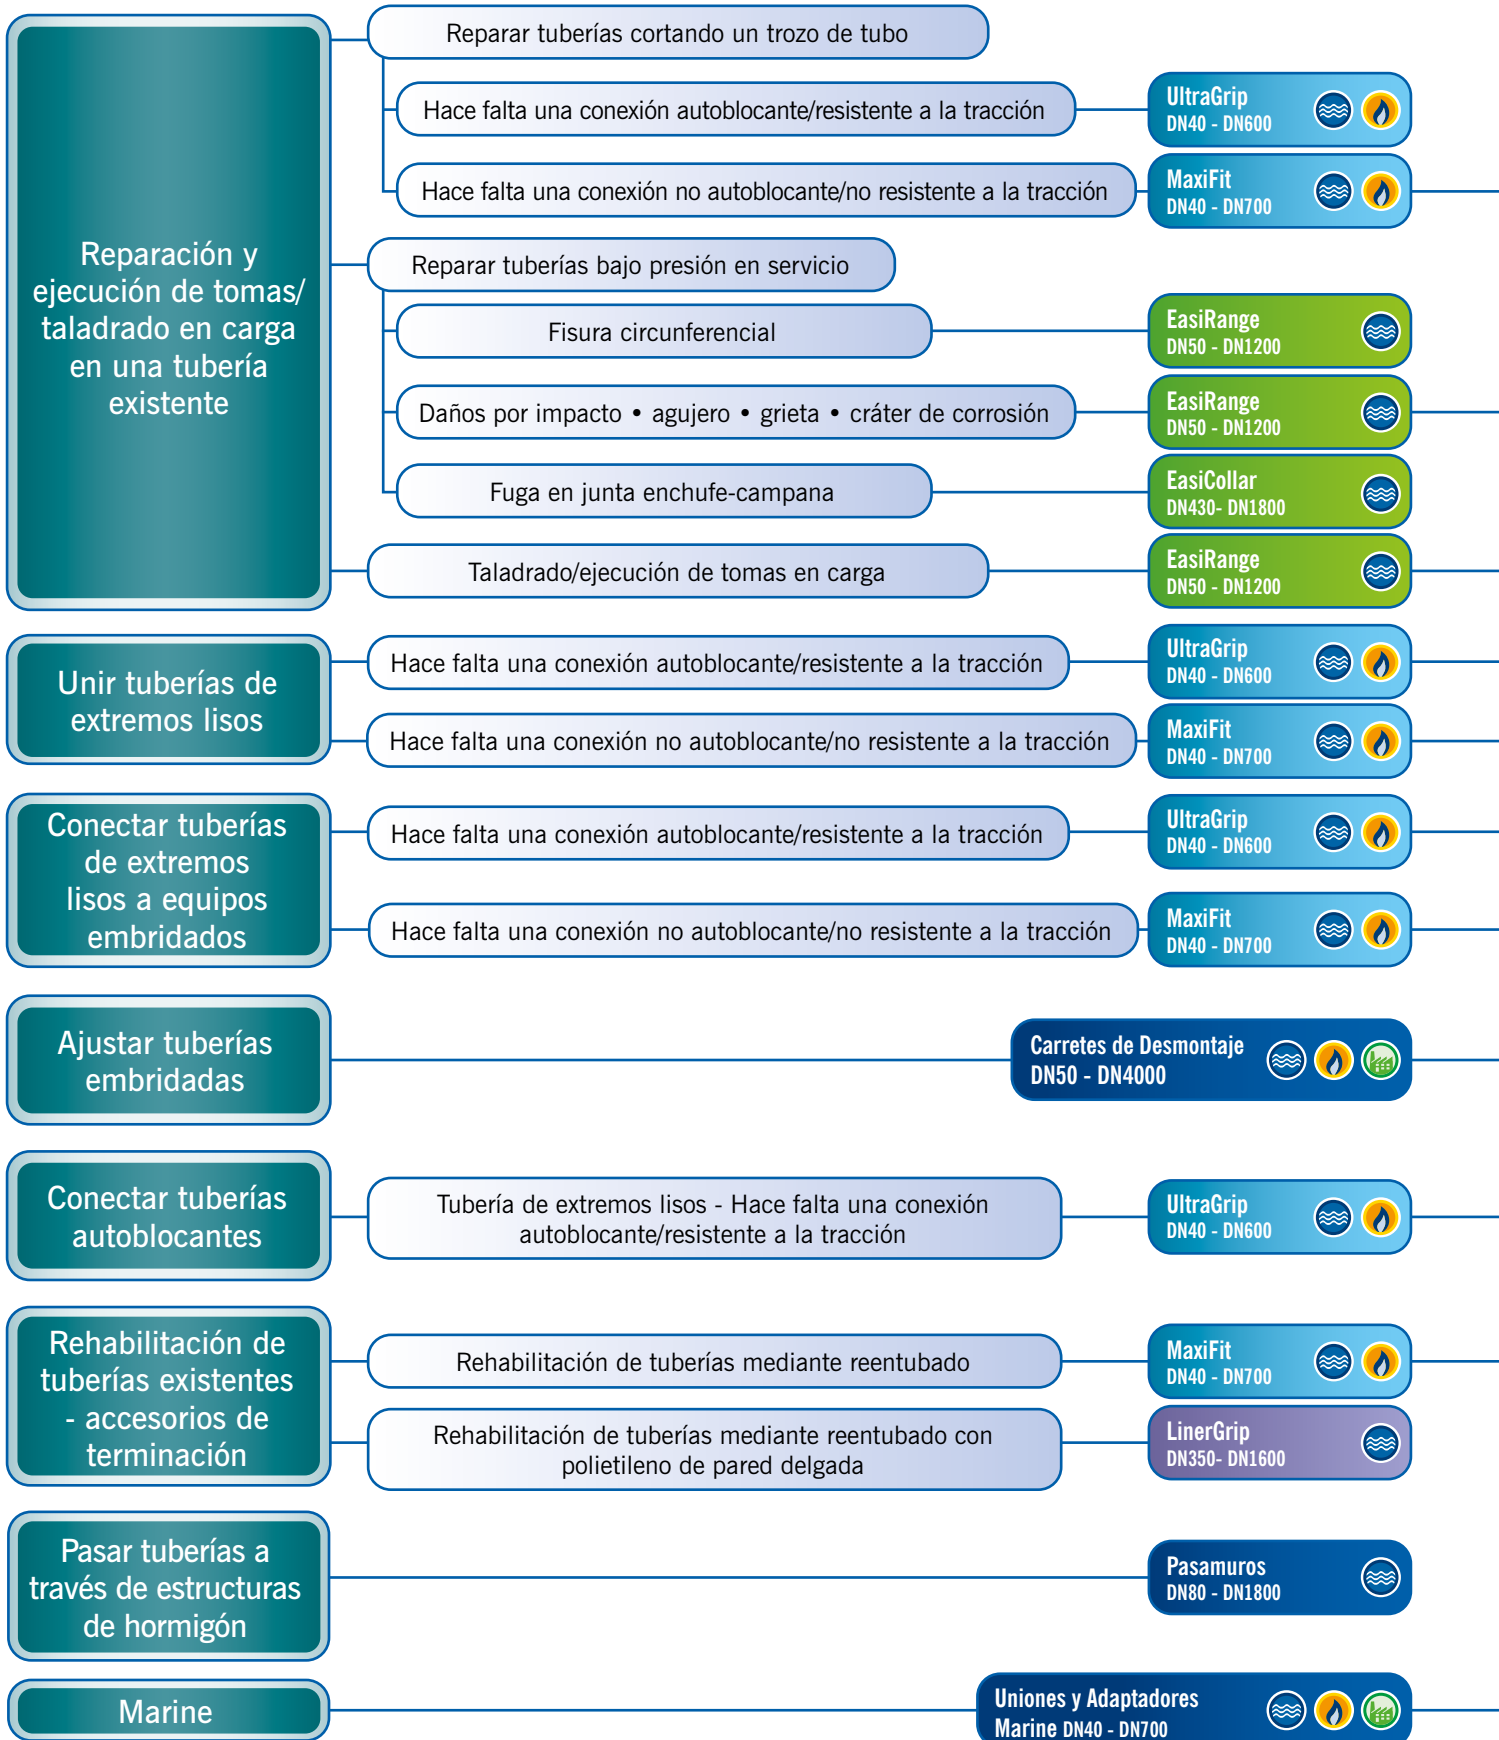 Reparación y
ejecución de tomas/
taladrado en carga
en una tubería
existente
Reparar tuberías cortando un trozo de tubo
Hace falta una conexión autoblocante/resistente a la tracción
UltraGrip
DN40 - DN600
Hace falta una conexión no autoblocante/no resistente a la tracción
MaxiFit
DN40 - DN700
Reparar tuberías bajo presión en servicio
Fisura circunferencial
EasiRange
DN50 - DN1200
Daños por impacto • agujero • grieta • cráter de corrosión
EasiRange
DN50 - DN1200
Fuga en junta enchufe-campana
EasiCollar
DN430- DN1800
Taladrado/ejecución de tomas en carga
EasiRange
DN50 - DN1200
Unir tuberías de
extremos lisos
Hace falta una conexión autoblocante/resistente a la tracción
UltraGrip
DN40 - DN600
Hace falta una conexión no autoblocante/no resistente a la tracción
MaxiFit
DN40 - DN700
Conectar tuberías
de extremos
lisos a equipos
embridados
Hace falta una conexión autoblocante/resistente a la tracción
UltraGrip
DN40 - DN600
Hace falta una conexión no autoblocante/no resistente a la tracción
MaxiFit
DN40 - DN700
Ajustar tuberías
embridadas
Carretes de Desmontaje
DN50 - DN4000
Conectar tuberías
autoblocantes
Tubería de extremos lisos - Hace falta una conexión
autoblocante/resistente a la tracción
UltraGrip
DN40 - DN600
Rehabilitación de
tuberías existentes
- accesorios de
terminación
Rehabilitación de tuberías mediante reentubado
MaxiFit
DN40 - DN700
Rehabilitación de tuberías mediante reentubado con
polietileno de pared delgada
LinerGrip
DN350- DN1600
Pasar tuberías a
través de estructuras
de hormigón
Pasamuros
DN80 - DN1800
Marine
Uniones y Adaptadores
Marine DN40 - DN700